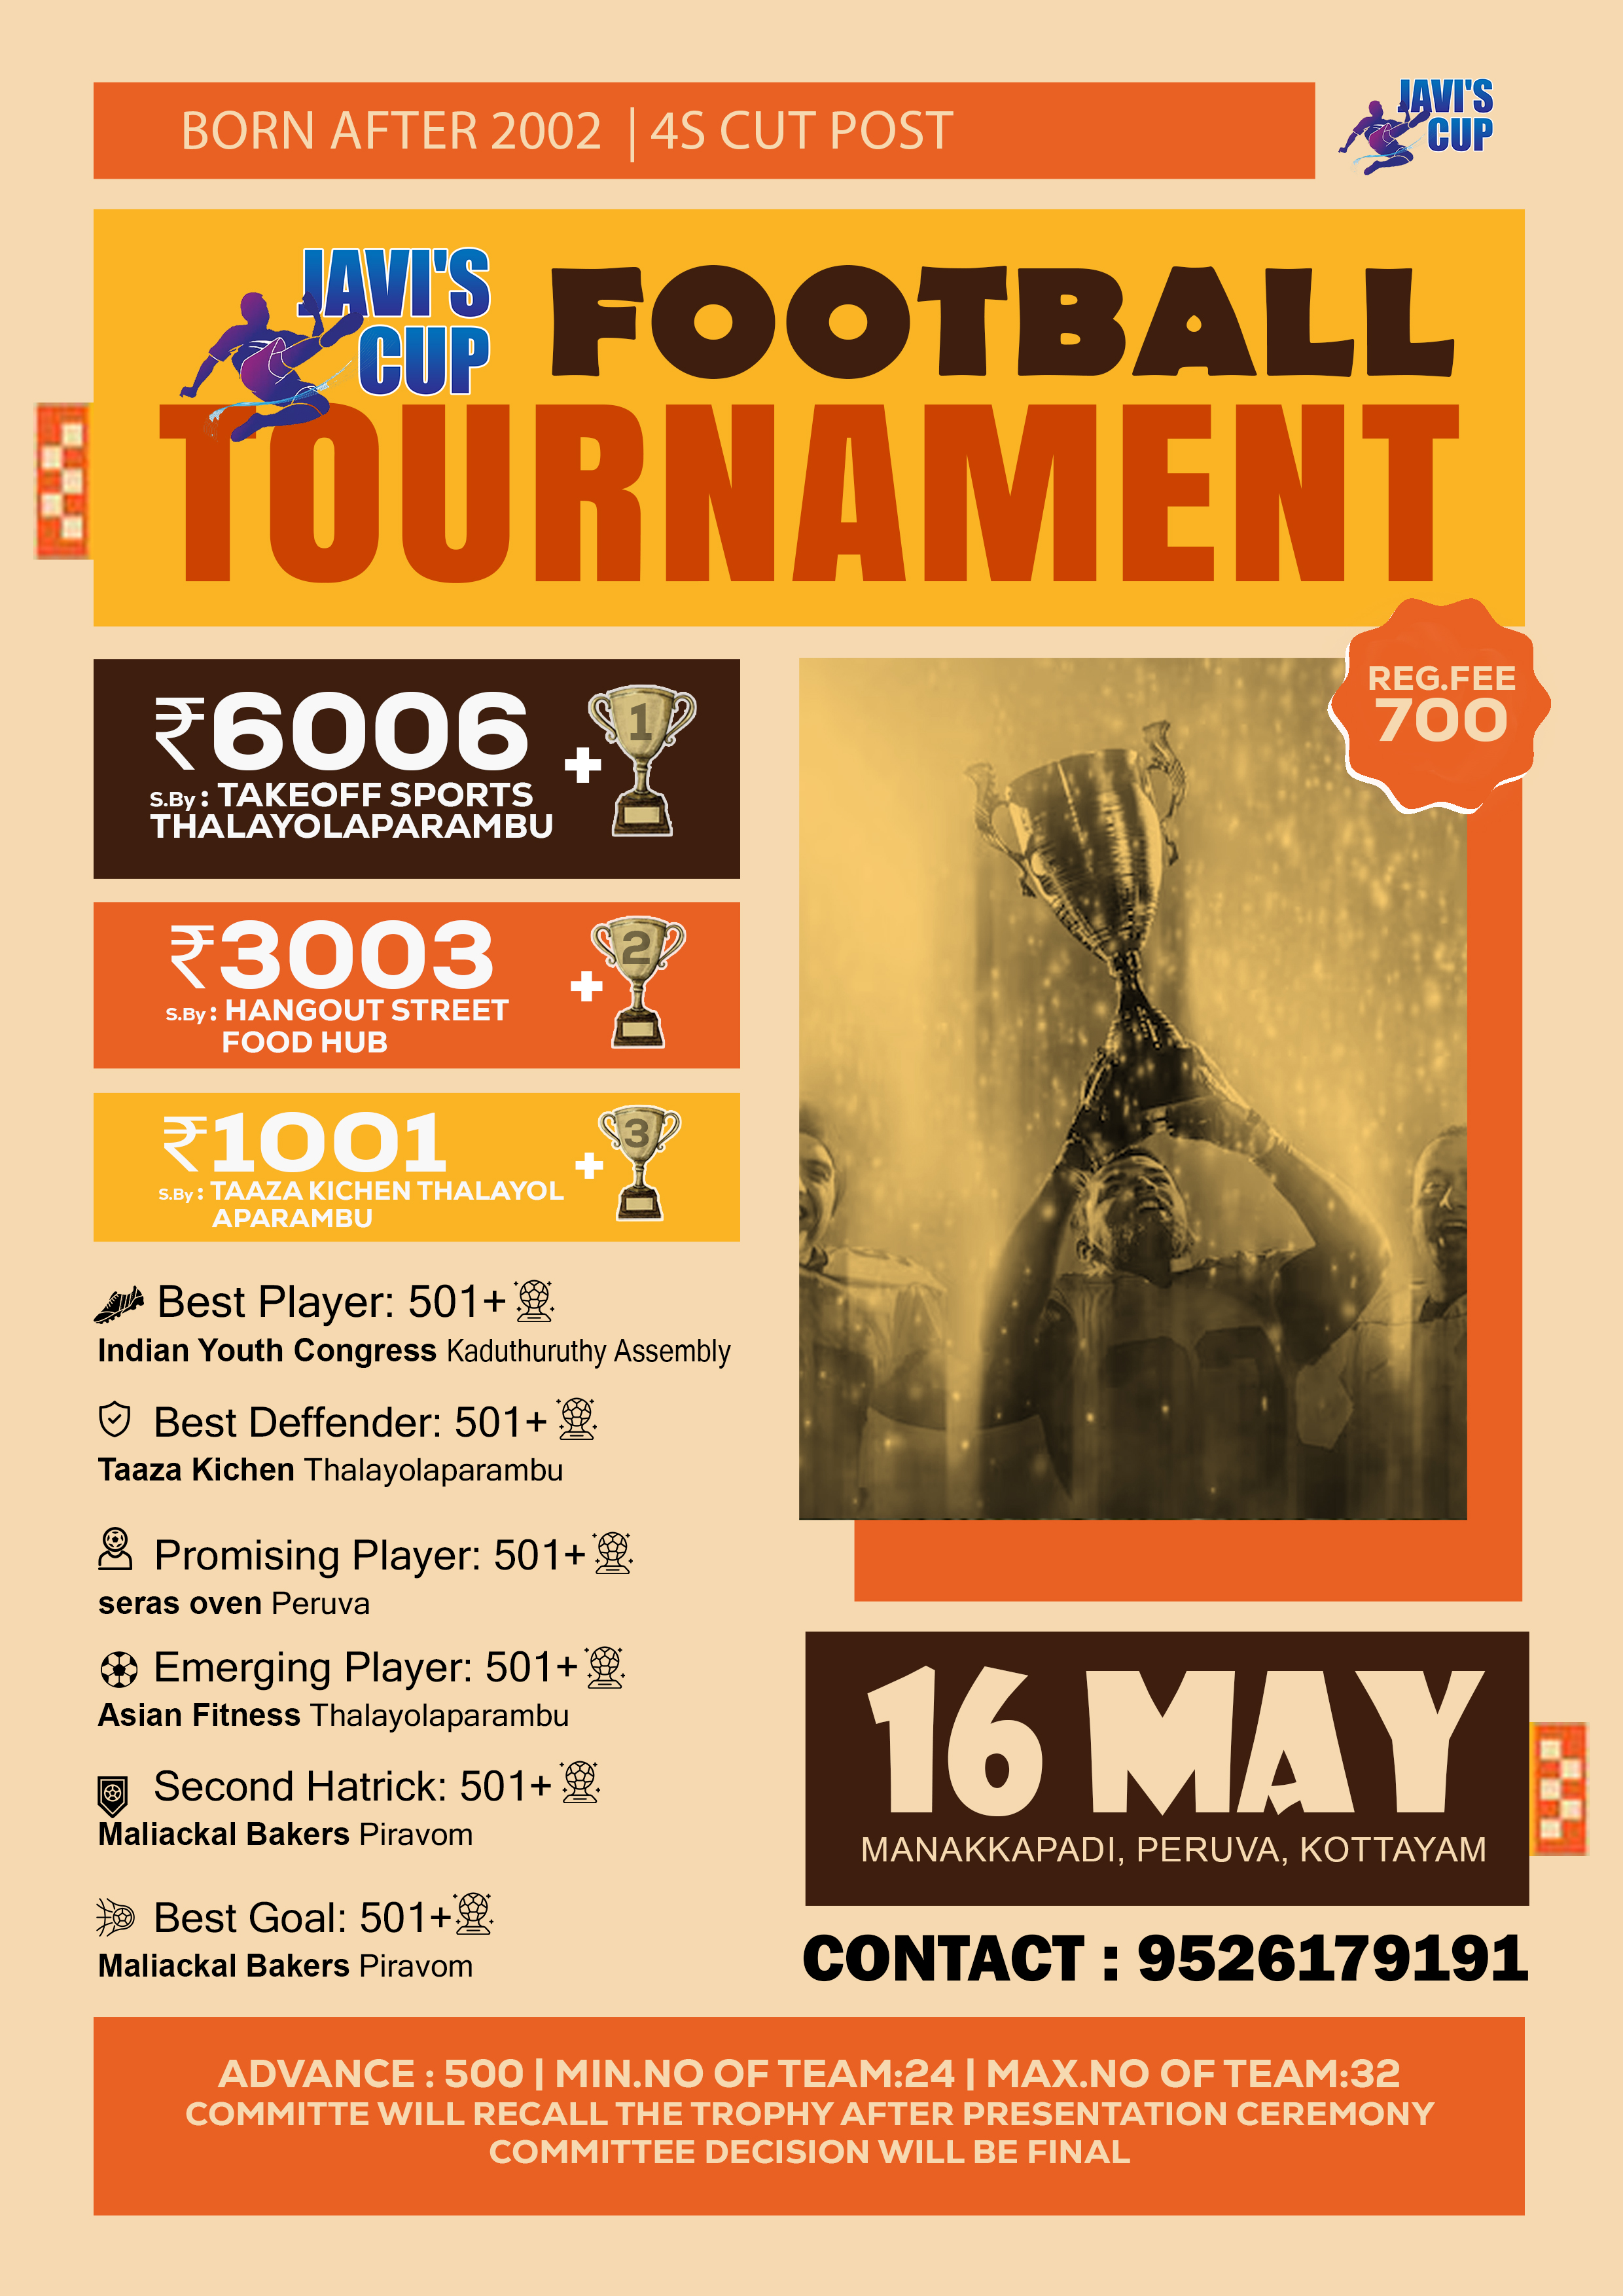 BORN AFTER 2002 | 4S CUT POST
JAVI'S
CUP
JAVI'S
CUP
FOOTBALL
TOURNAMENT
REG.FEE
700
₹6006
S.By : TAKEOFF SPORTS
THALAYOLAPARAMBU
+
1
₹3003
S.By : HANGOUT STREET
FOOD HUB
+
2
₹1001
S.By : TAAZA KICHEN THALAYOL
APARAMBU
+
3
Best Player: 501+
Indian Youth Congress Kaduthuruthy Assembly
Best Deffender: 501+
Taaza Kichen Thalayolaparambu
Promising Player: 501+
seras oven Peruva
Emerging Player: 501+
Asian Fitness Thalayolaparambu
Second Hatrick: 501+
Maliackal Bakers Piravom
Best Goal: 501+
Maliackal Bakers Piravom
16 MAY
MANAKKAPADI, PERUVA, KOTTAYAM
CONTACT : 9526179191
ADVANCE : 500 | MIN.NO OF TEAM:24 | MAX.NO OF TEAM:32
COMMITTE WILL RECALL THE TROPHY AFTER PRESENTATION CEREMONY
COMMITTEE DECISION WILL BE FINAL